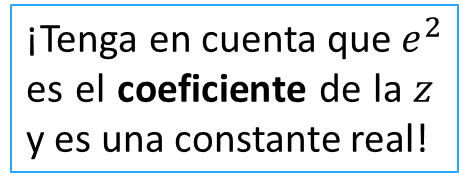 ¡Tenga en cuenta que e²
es el coeficiente de la z
y es una constante real!